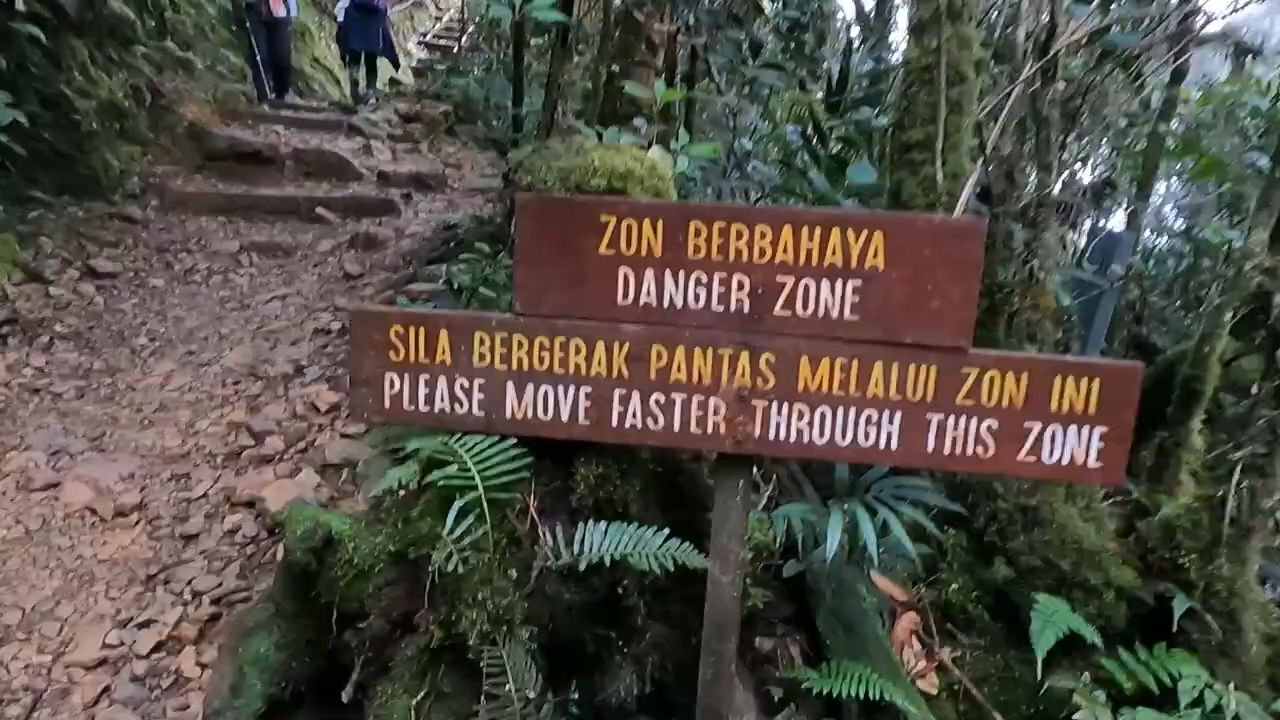 ZON BERBAHAYA
DANGER ZONE
SILA BERGERAK PANTAS MELALUI ZON INI
PLEASE MOVE FASTER THROUGH THIS ZONE